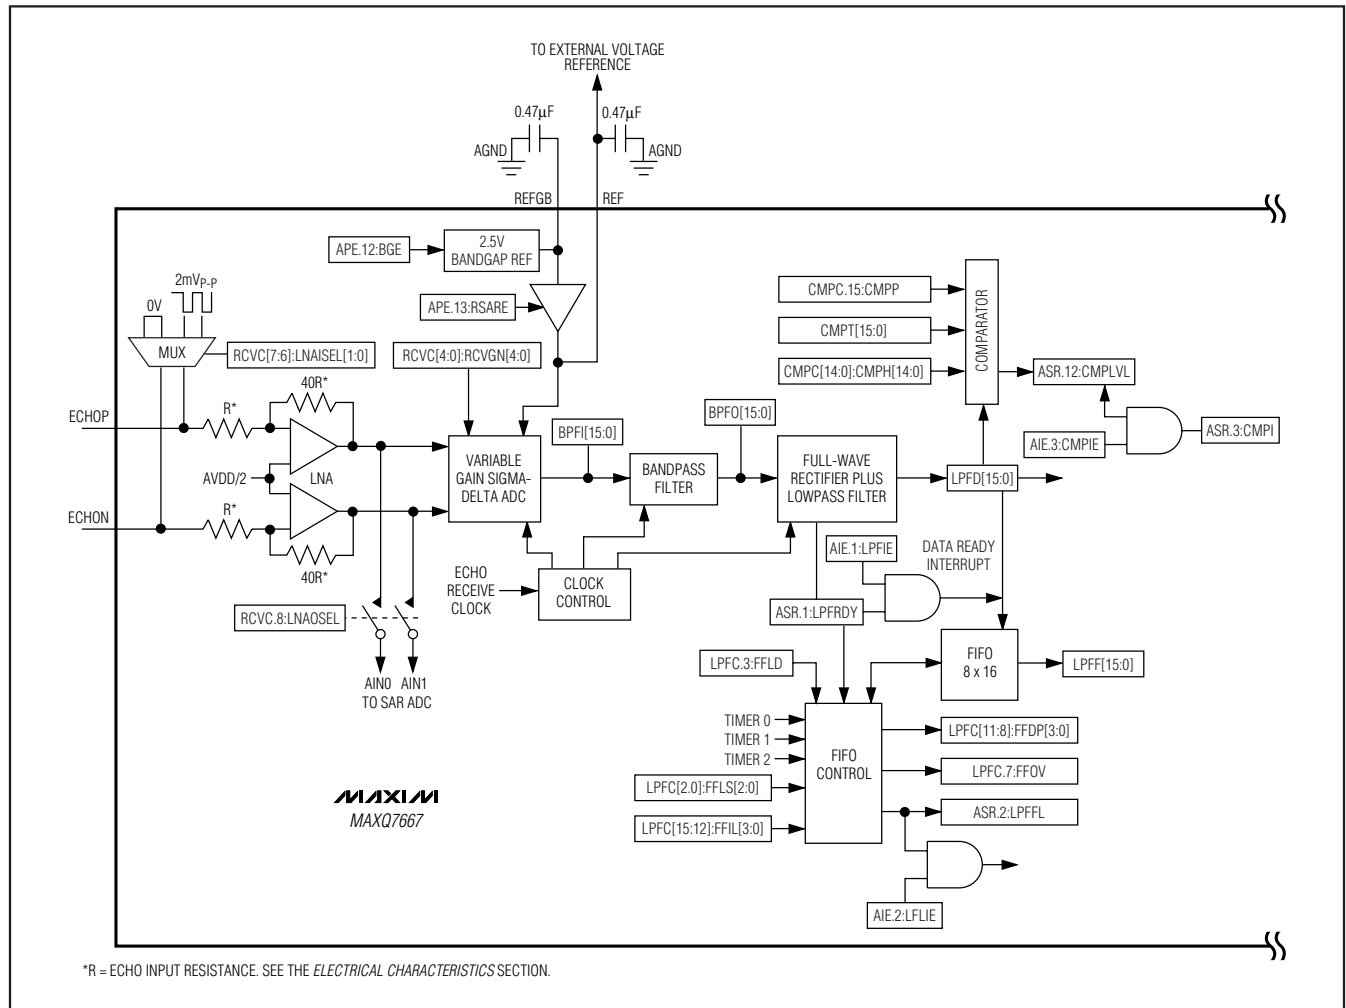 TO EXTERNAL VOLTAGE
REFERENCE
0.47µF
0.47µF
AGND
AGND
REFGB
REF
APE.12:BGE
2.5V
BANDGAP REF
2mVP-P
0V
MUX
RCVC[7:6]:LNAISEL[1:0]
APE.13:RSARE
RCVC[4:0]:RCVGN[4:0]
CMPC.15:CMPP
CMPT[15:0]
CMPC[14:0]:CMPH[14:0]
COMPARATOR
ASR.12:CMPLVL
AIE.3:CMPIE
ASR.3:CMPI
ECHOP
R*
40R*
AVDD/2
LNA
ECHON
R*
40R*
VARIABLE
GAIN SIGMA-
DELTA ADC
BPFI[15:0]
BANDPASS
FILTER
BPFO[15:0]
FULL-WAVE
RECTIFIER PLUS
LOWPASS FILTER
LPFD[15:0]
ECHO
RECEIVE
CLOCK
CLOCK
CONTROL
AIE.1:LPFIE
DATA READY
INTERRUPT
ASR.1:LPFRDY
RCVC.8:LNAOSEL
AIN0
AIN1
TO SAR ADC
LPFC.3:FFLD
FIFO
8 x 16
LPFF[15:0]
TIMER 0
TIMER 1
TIMER 2
LPFC[2.0]:FFLS[2:0]
LPFC[15:12]:FFIL[3:0]
FIFO
CONTROL
LPFC[11:8]:FFDP[3:0]
LPFC.7:FFOV
ASR.2:LPFFL
AIE.2:LFLIE
MAXIM
MAXQ7667
*R = ECHO INPUT RESISTANCE. SEE THE ELECTRICAL CHARACTERISTICS SECTION.